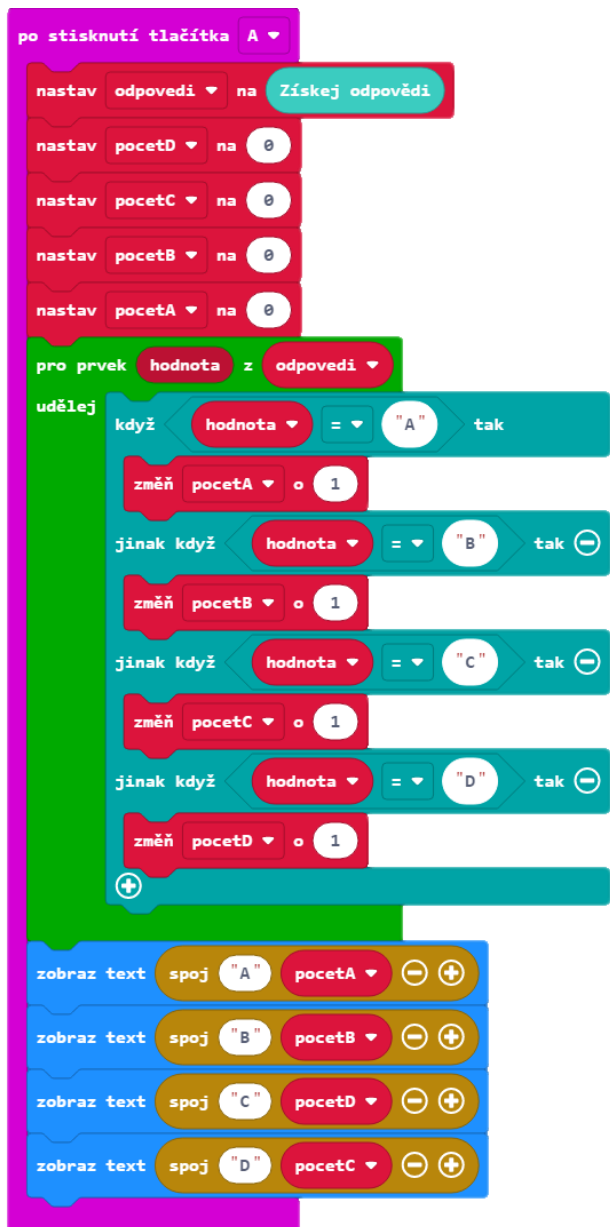 po stisknutí tlačítka A
nastav odpovedi na Získej odpovědi
nastav pocetD na 0
nastav pocetC na 0
nastav pocetB na 0
nastav pocetA na 0
pro prvek hodnota z odpovedi
udělej
když hodnota = "A" tak
změň pocetA o 1
jinak když hodnota = "B" tak
změň pocetB o 1
jinak když hodnota = "C" tak
změň pocetC o 1
jinak když hodnota = "D" tak
změň pocetD o 1
zobraz text spoj "A" pocetA
zobraz text spoj "B" pocetB
zobraz text spoj "C" pocetD
zobraz text spoj "D" pocetC